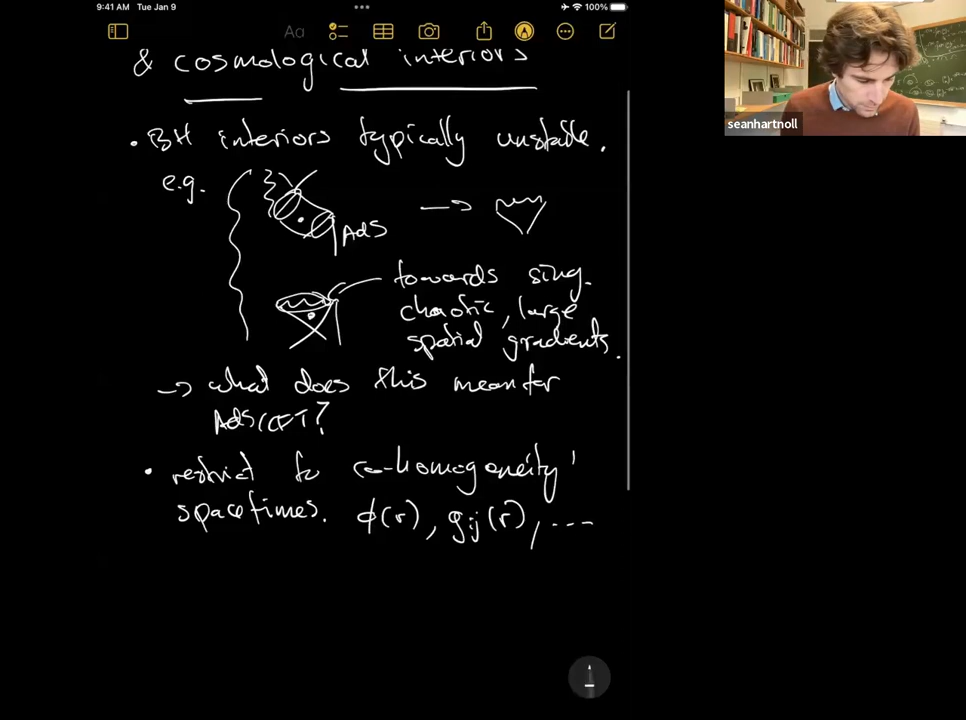 9:41 AM Tue Jan 9
100%
Aa
seanhartnoll
& cosmological interiors
• BH interiors typically unstable.
e.g.
AdS
towards sing.
chaotic, large
spatial gradients.
→ what does this mean for
AdS/CFT?
• restrict to co-homogeneity 1
spacetimes. ϕ(r), gij(r), ...